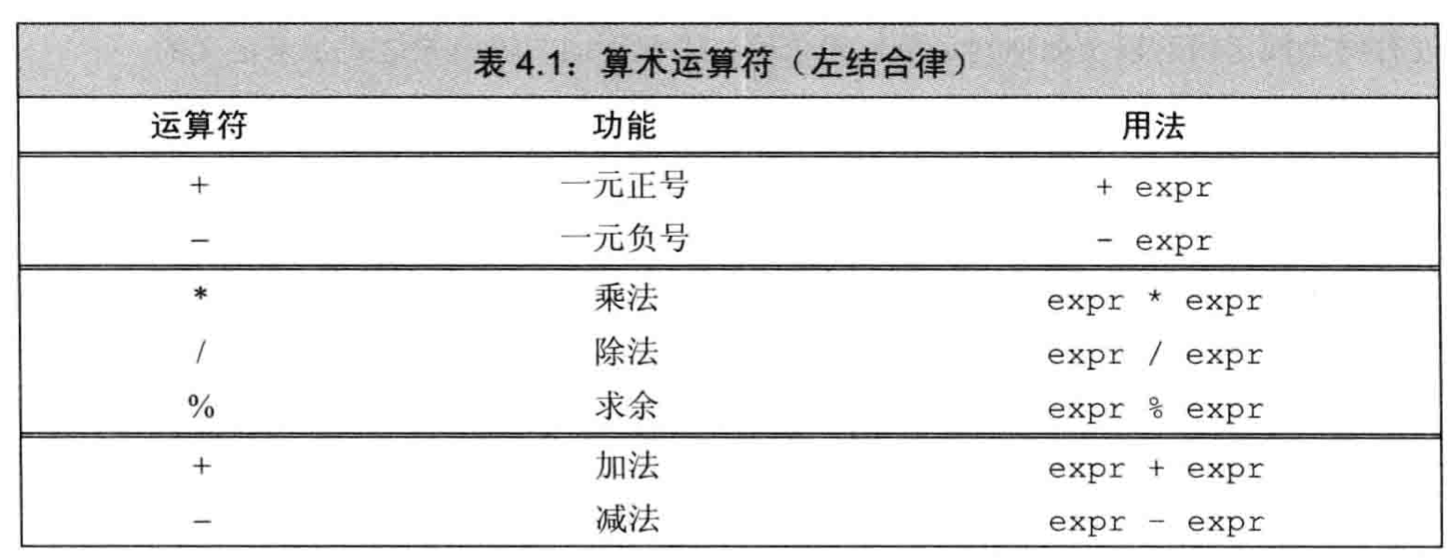 表 4.1：算术运算符（左结合律）
运算符 功能 用法
+ 一元正号 + expr
- 一元负号 - expr
* 乘法 expr * expr
/ 除法 expr / expr
% 求余 expr % expr
+ 加法 expr + expr
- 减法 expr - expr